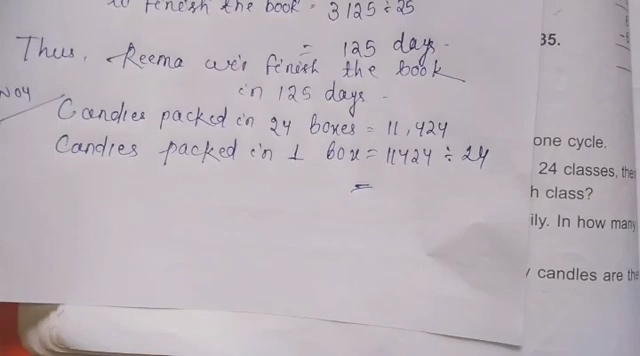 to finish the book = 3125÷25
= 125 days.
Thus, Reema will finish the book
in 125 days.
NO4
Candies packed in 24 boxes = 11,424
Candies packed in 1 box = 11424 ÷ 24
=
35.
one cycle.
24 classes, the
h class?
ily. In how many
candles are the